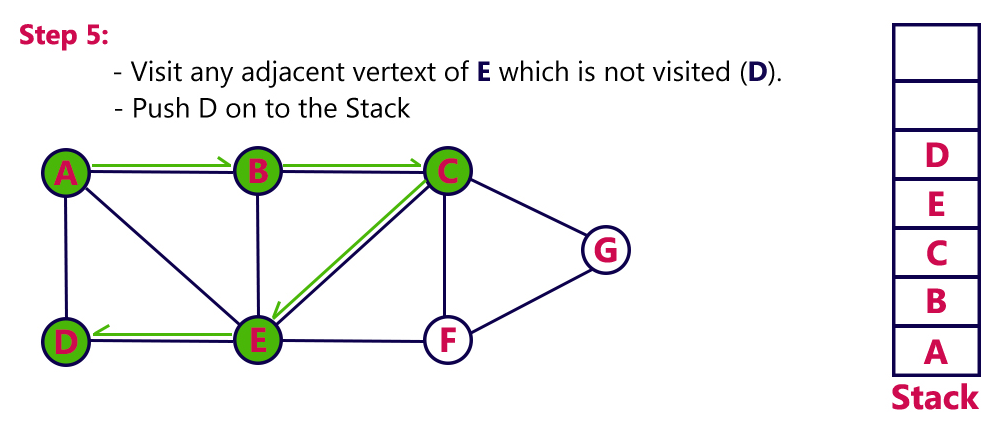 Step 5:
- Visit any adjacent vertext of E which is not visited (D).
- Push D on to the Stack
A B C
G
D E F
D
E
C
B
A
Stack